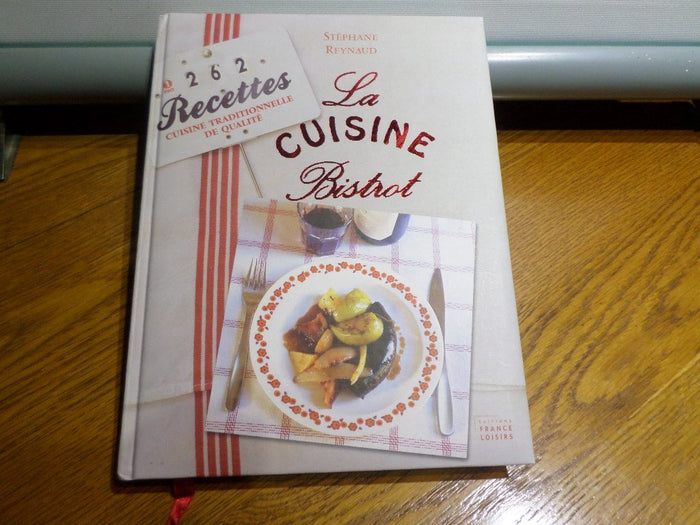 STÉPHANE
REYNAUD
262
Recettes
CUISINE TRADITIONNELLE
DE QUALITÉ
La
CUISINE
Bistrot
Éditions
FRANCE
LOISIRS